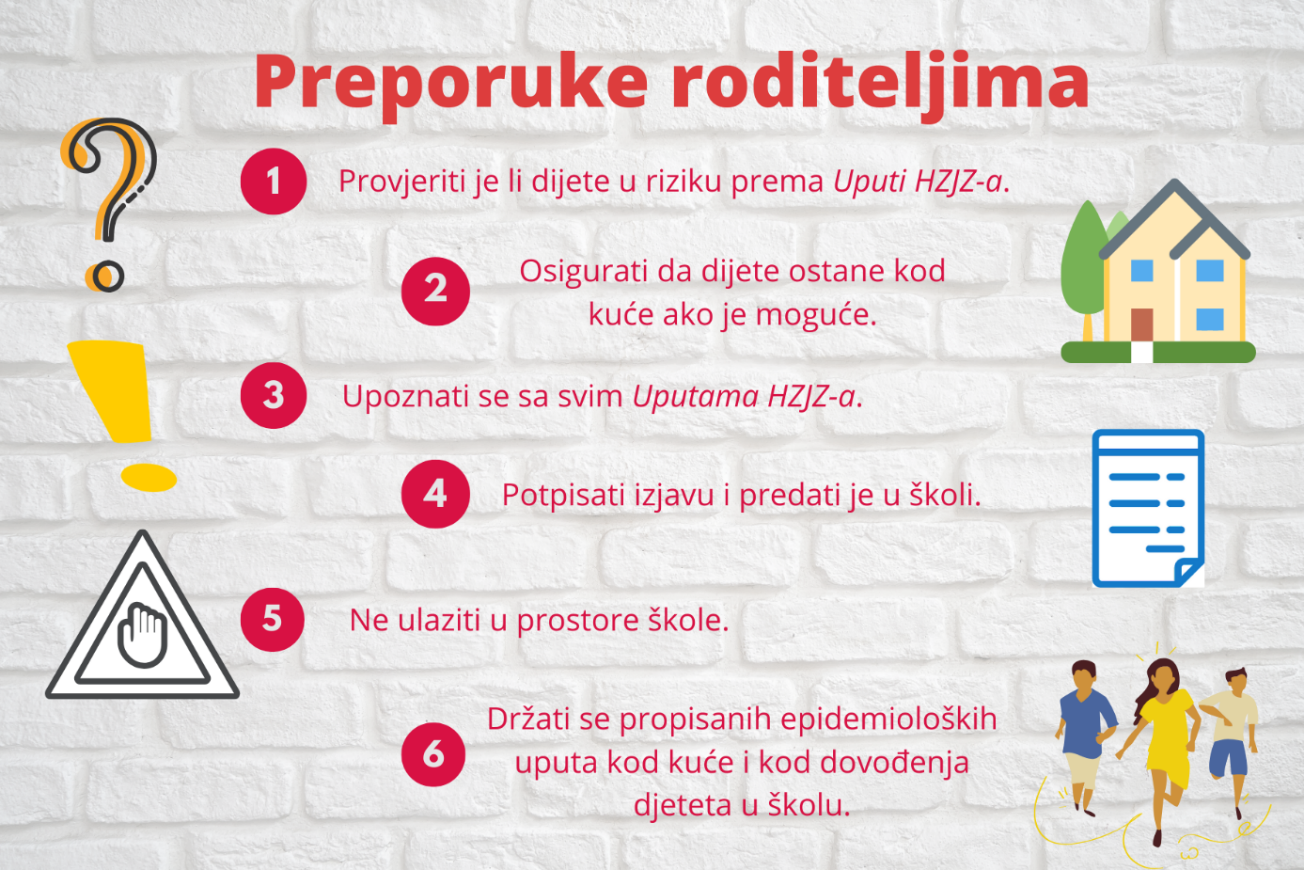 Preporuke roditeljima
1 Provjeriti je li dijete u riziku prema Uputi HZJZ-a.
2 Osigurati da dijete ostane kod
kuće ako je moguće.
3 Upoznati se sa svim Uputama HZJZ-a.
4 Potpisati izjavu i predati je u školi.
5 Ne ulaziti u prostore škole.
6 Držati se propisanih epidemioloških
uputa kod kuće i kod dovođenja
djeteta u školu.